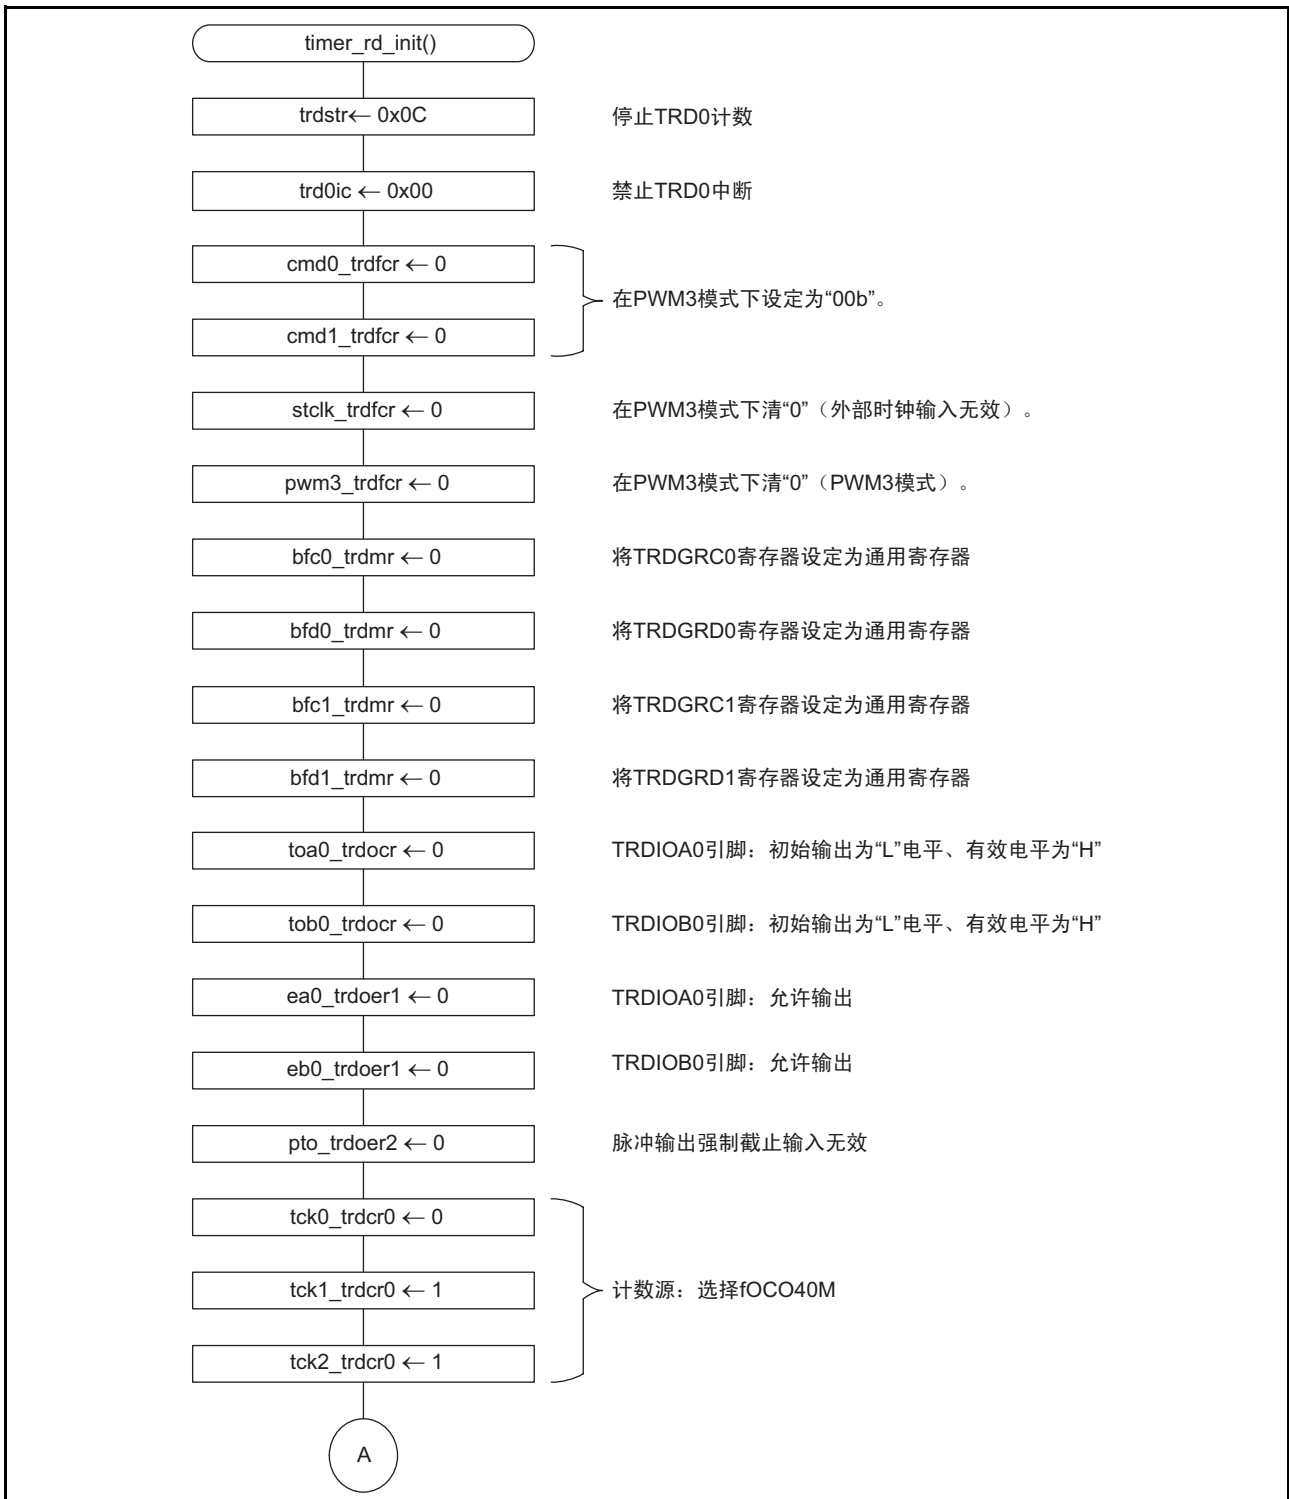 timer_rd_init()
trdstr← 0x0C
停止TRD0计数
trd0ic ← 0x00
禁止TRD0中断
cmd0_trdfcr ← 0
在PWM3模式下设定为“00b”。
cmd1_trdfcr ← 0
stclk_trdfcr ← 0
在PWM3模式下清“0”（外部时钟输入无效）。
pwm3_trdfcr ← 0
在PWM3模式下清“0”（PWM3模式）。
bfc0_trdmr ← 0
将TRDGRC0寄存器设定为通用寄存器
bfd0_trdmr ← 0
将TRDGRD0寄存器设定为通用寄存器
bfc1_trdmr ← 0
将TRDGRC1寄存器设定为通用寄存器
bfd1_trdmr ← 0
将TRDGRD1寄存器设定为通用寄存器
toa0_trdocr ← 0
TRDIOA0引脚：初始输出为“L”电平、有效电平为“H”
tob0_trdocr ← 0
TRDIOB0引脚：初始输出为“L”电平、有效电平为“H”
ea0_trdoer1 ← 0
TRDIOA0引脚：允许输出
eb0_trdoer1 ← 0
TRDIOB0引脚：允许输出
pto_trdoer2 ← 0
脉冲输出强制截止输入无效
tck0_trdcr0 ← 0
tck1_trdcr0 ← 1
计数源：选择fOCO40M
tck2_trdcr0 ← 1
A